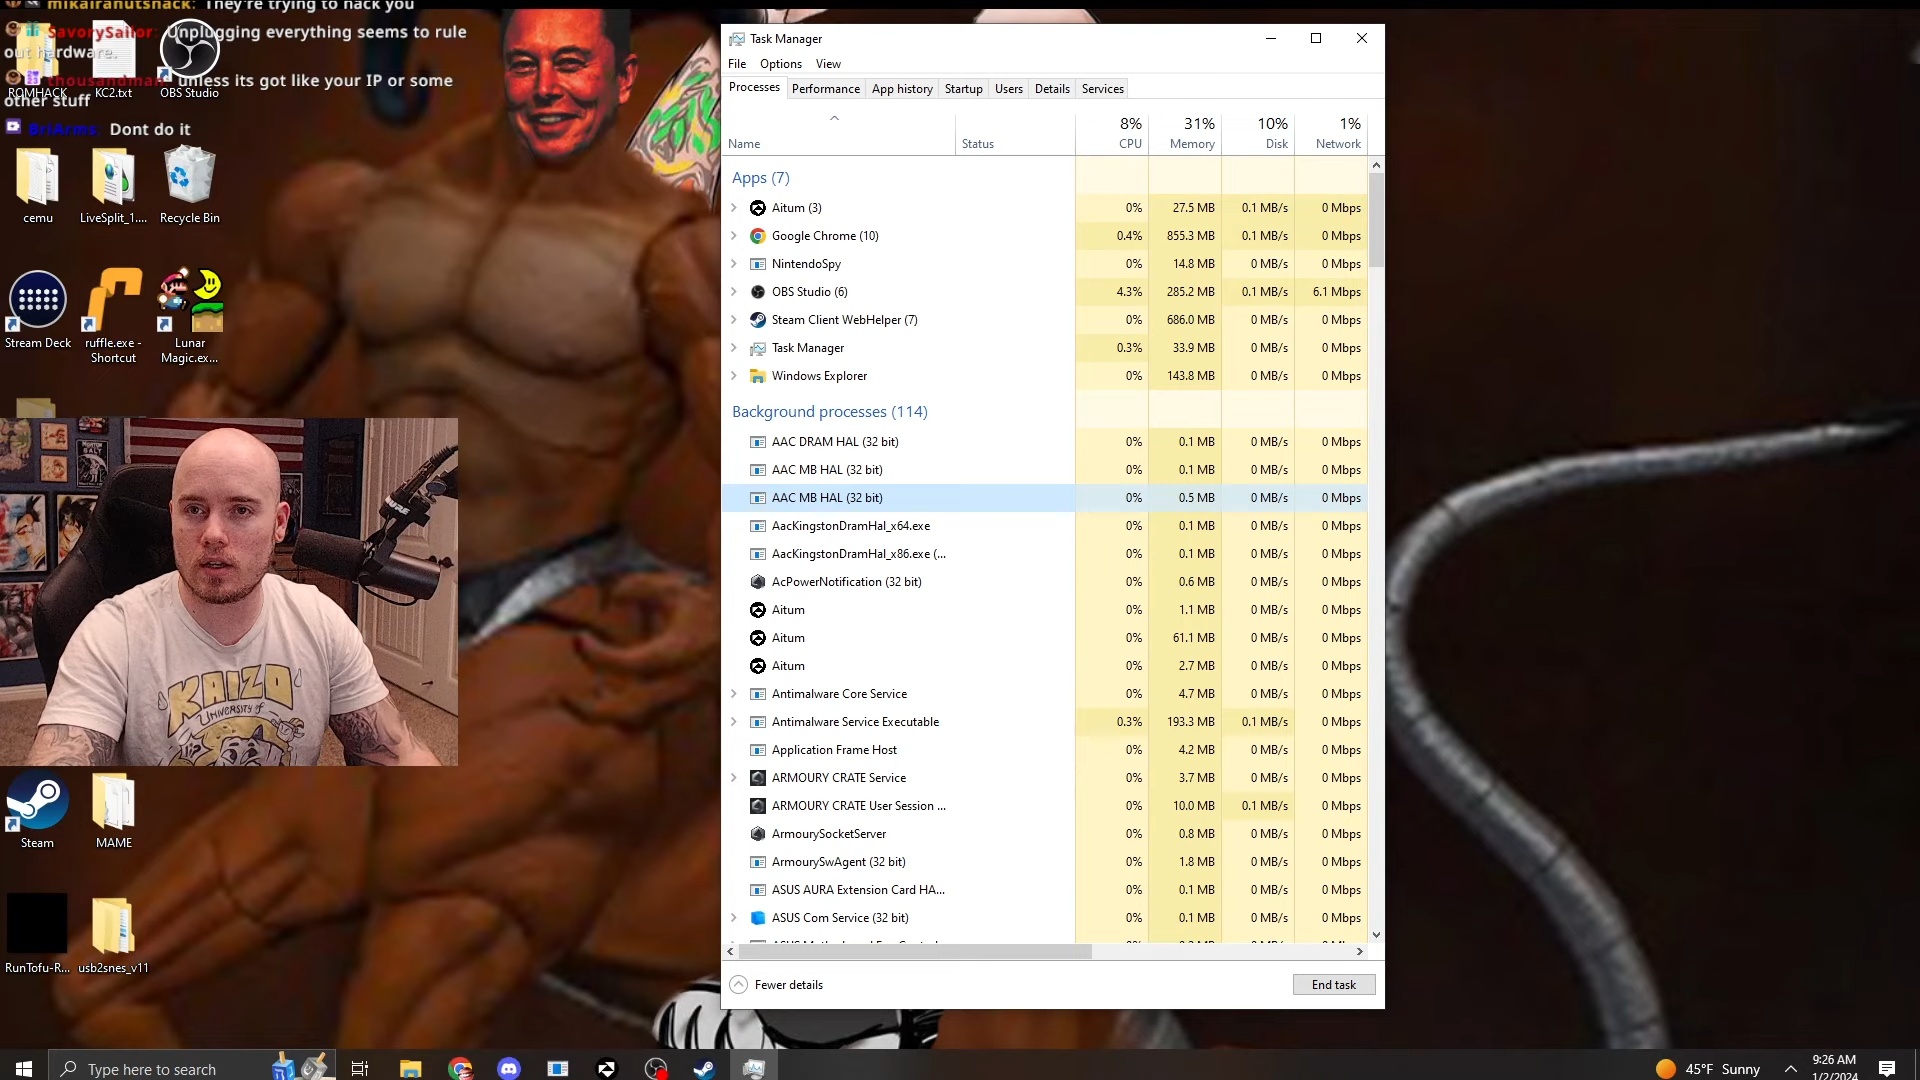 mikairanutsnack: They're trying to hack you
SavorySailor: Unplugging everything seems to rule
out hardware.
thousandman: unless its got like your IP or some
other stuff
BriArms: Dont do it
ROMHACK
KC2.txt
OBS Studio
cemu
LiveSplit_1....
Recycle Bin
Stream Deck
ruffle.exe -
Shortcut
Lunar
Magic.ex...
KAIZO
UNIVERSITY of
Steam
MAME
RunTofu-R...
usb2snes_v11
Task Manager
File Options View
Processes Performance App history Startup Users Details Services
8% 31% 10% 1%
Name Status CPU Memory Disk Network
Apps (7)
Aitum (3) 0% 27.5 MB 0.1 MB/s 0 Mbps
Google Chrome (10) 0.4% 855.3 MB 0.1 MB/s 0 Mbps
NintendoSpy 0% 14.8 MB 0 MB/s 0 Mbps
OBS Studio (6) 4.3% 285.2 MB 0.1 MB/s 6.1 Mbps
Steam Client WebHelper (7) 0% 686.0 MB 0 MB/s 0 Mbps
Task Manager 0.3% 33.9 MB 0 MB/s 0 Mbps
Windows Explorer 0% 143.8 MB 0 MB/s 0 Mbps
Background processes (114)
AAC DRAM HAL (32 bit) 0% 0.1 MB 0 MB/s 0 Mbps
AAC MB HAL (32 bit) 0% 0.1 MB 0 MB/s 0 Mbps
AAC MB HAL (32 bit) 0% 0.5 MB 0 MB/s 0 Mbps
AacKingstonDramHal_x64.exe 0% 0.1 MB 0 MB/s 0 Mbps
AacKingstonDramHal_x86.exe (... 0% 0.1 MB 0 MB/s 0 Mbps
AcPowerNotification (32 bit) 0% 0.6 MB 0 MB/s 0 Mbps
Aitum 0% 1.1 MB 0 MB/s 0 Mbps
Aitum 0% 61.1 MB 0 MB/s 0 Mbps
Aitum 0% 2.7 MB 0 MB/s 0 Mbps
Antimalware Core Service 0% 4.7 MB 0 MB/s 0 Mbps
Antimalware Service Executable 0.3% 193.3 MB 0.1 MB/s 0 Mbps
Application Frame Host 0% 4.2 MB 0 MB/s 0 Mbps
ARMOURY CRATE Service 0% 3.7 MB 0 MB/s 0 Mbps
ARMOURY CRATE User Session ... 0% 10.0 MB 0.1 MB/s 0 Mbps
ArmourySocketServer 0% 0.8 MB 0 MB/s 0 Mbps
ArmourySwAgent (32 bit) 0% 1.8 MB 0 MB/s 0 Mbps
ASUS AURA Extension Card HA... 0% 0.1 MB 0 MB/s 0 Mbps
ASUS Com Service (32 bit) 0% 0.1 MB 0 MB/s 0 Mbps
Fewer details
End task
Type here to search
45°F Sunny
9:26 AM
1/2/2024